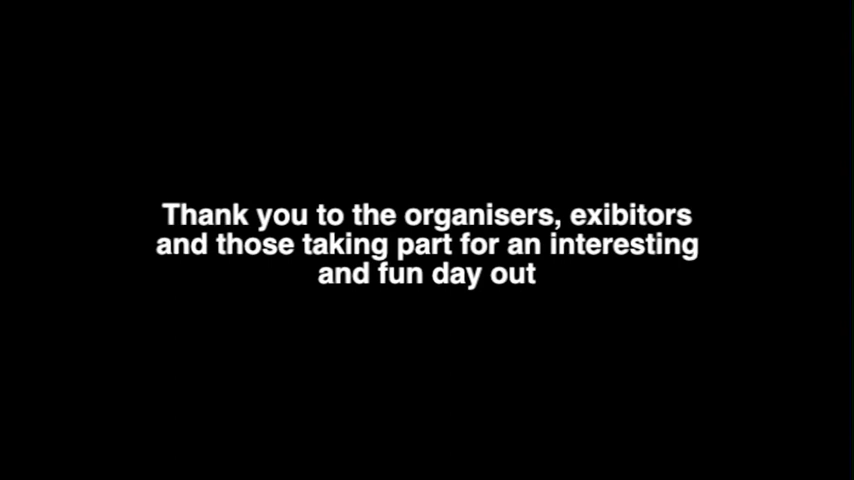 Thank you to the organisers, exibitors
and those taking part for an interesting
and fun day out